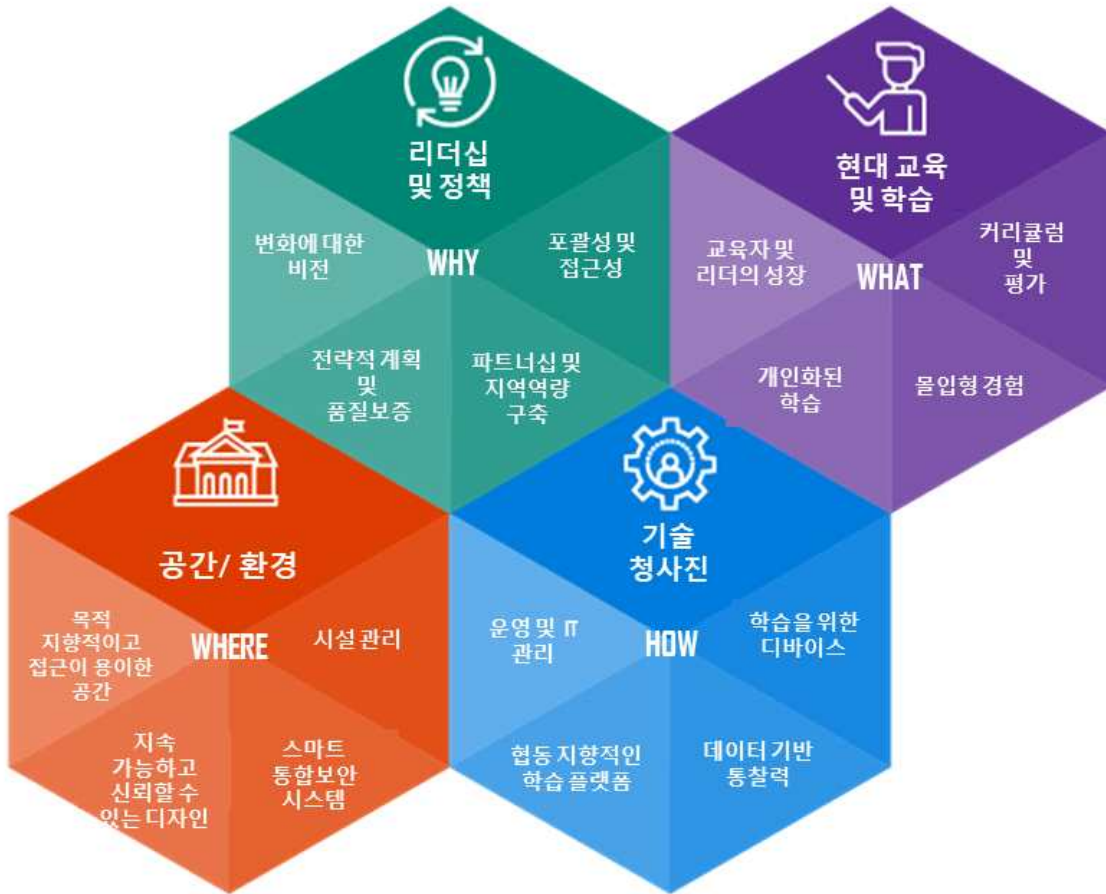 리더십
및 정책
변화에 대한
비전
WHY
포괄성 및
접근성
전략적 계획
및
품질보증
파트너십 및
지역역량
구축
현대 교육
및 학습
교육자 및
리더의 성장
WHAT
커리큘럼
및
평가
개인화된
학습
몰입형 경험
공간/ 환경
목적
지향적이고
접근이 용이한
공간
WHERE
시설 관리
지속
가능하고
신뢰할 수
있는 디자인
스마트
통합보안
시스템
기술
청사진
운영 및 IT
관리
HOW
학습을 위한
디바이스
협동 지향적인
학습 플랫폼
데이터 기반
통찰력